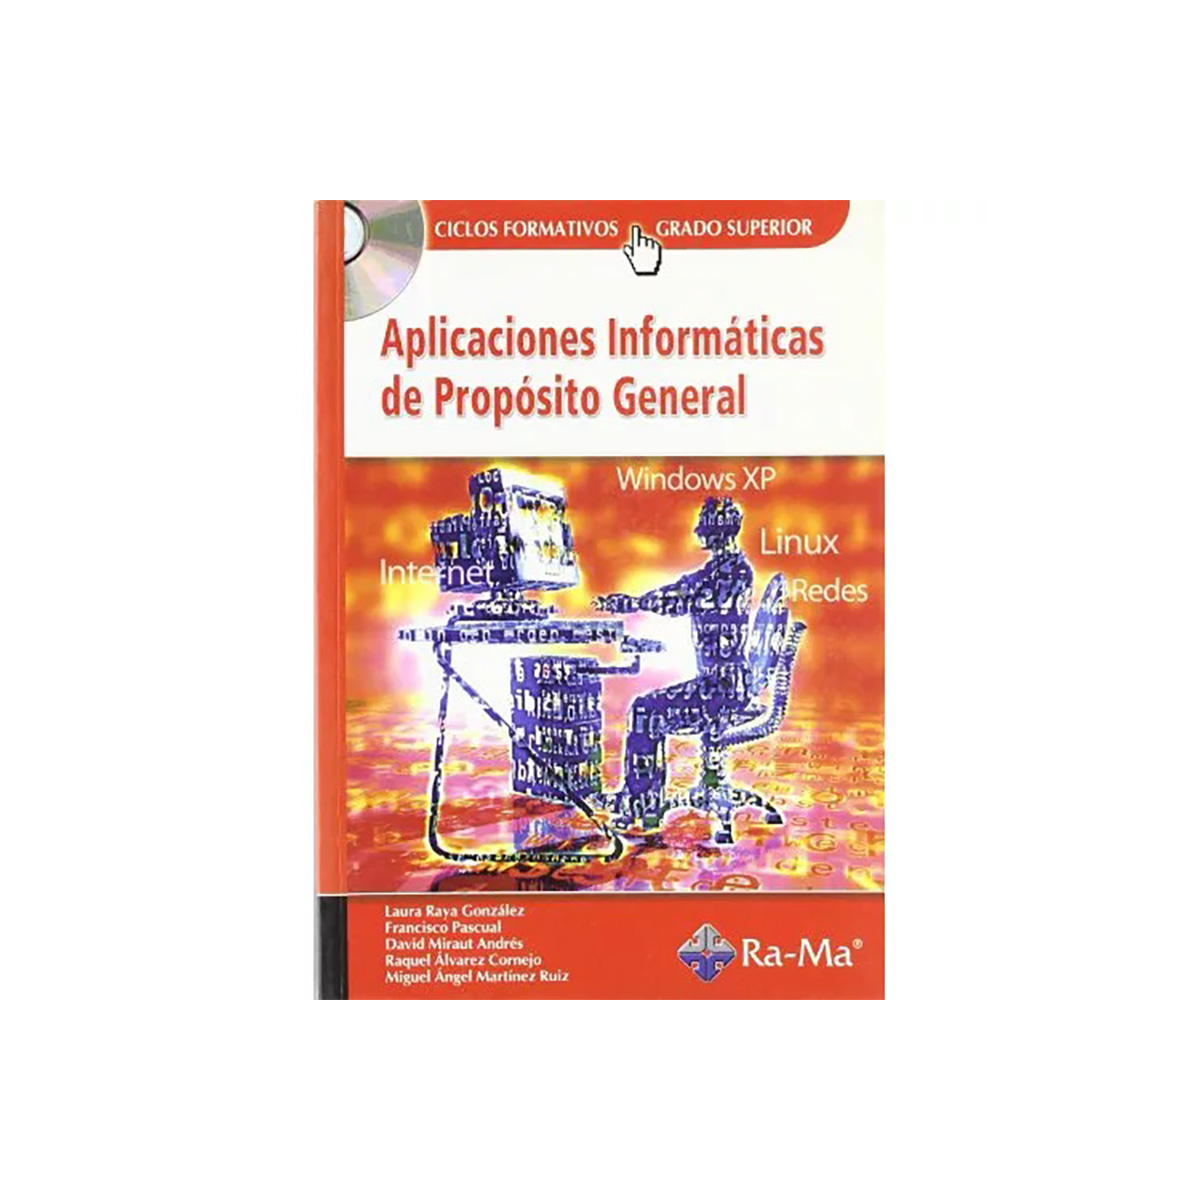 CICLOS FORMATIVOS GRADO SUPERIOR
Aplicaciones Informáticas
de Propósito General
Windows XP
Linux
Internet
Redes
Laura Raya González
Francisco Pascual
David Miraut Andrés
Raquel Álvarez Cornejo
Miguel Ángel Martínez Ruiz
Ra-Ma®